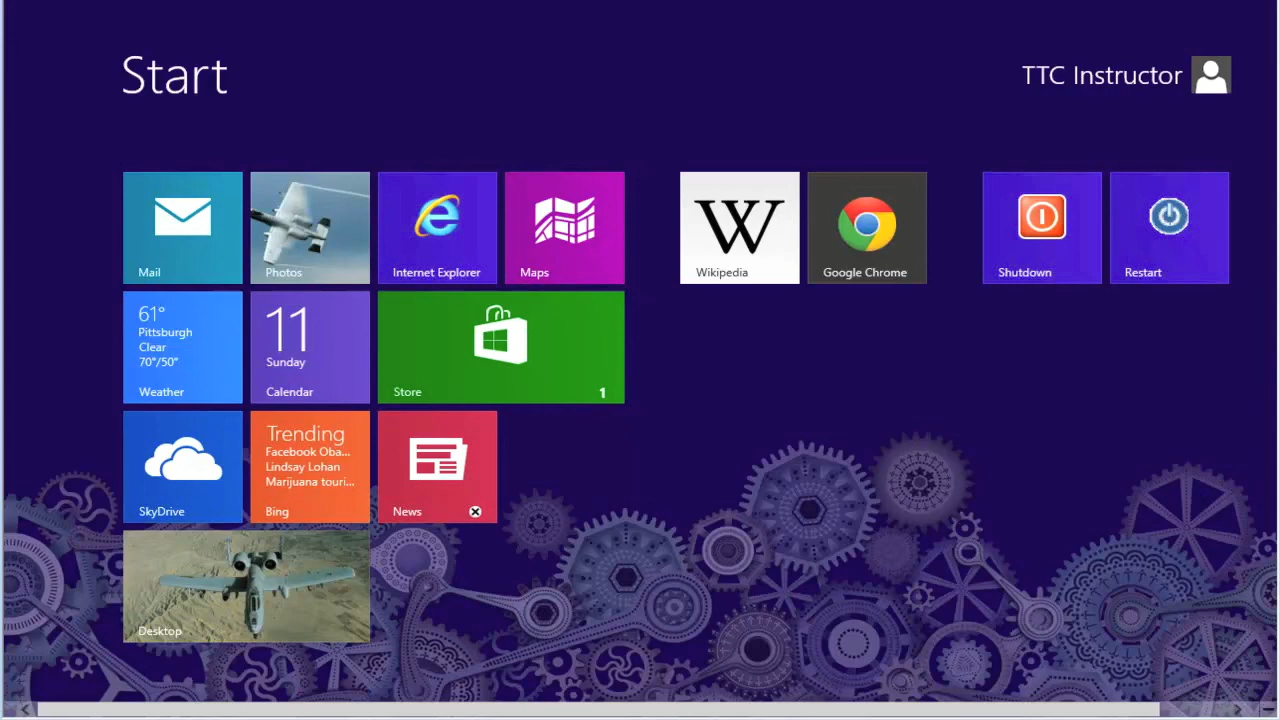 Start
TTC Instructor
Mail
Photos
Internet Explorer
Maps
W
Wikipedia
Google Chrome
Shutdown
Restart
61°
Pittsburgh
Clear
70°/50°
Weather
11
Sunday
Calendar
Store
1
SkyDrive
Trending
Facebook Oba...
Lindsay Lohan
Marijuana touri...
Bing
News
Desktop